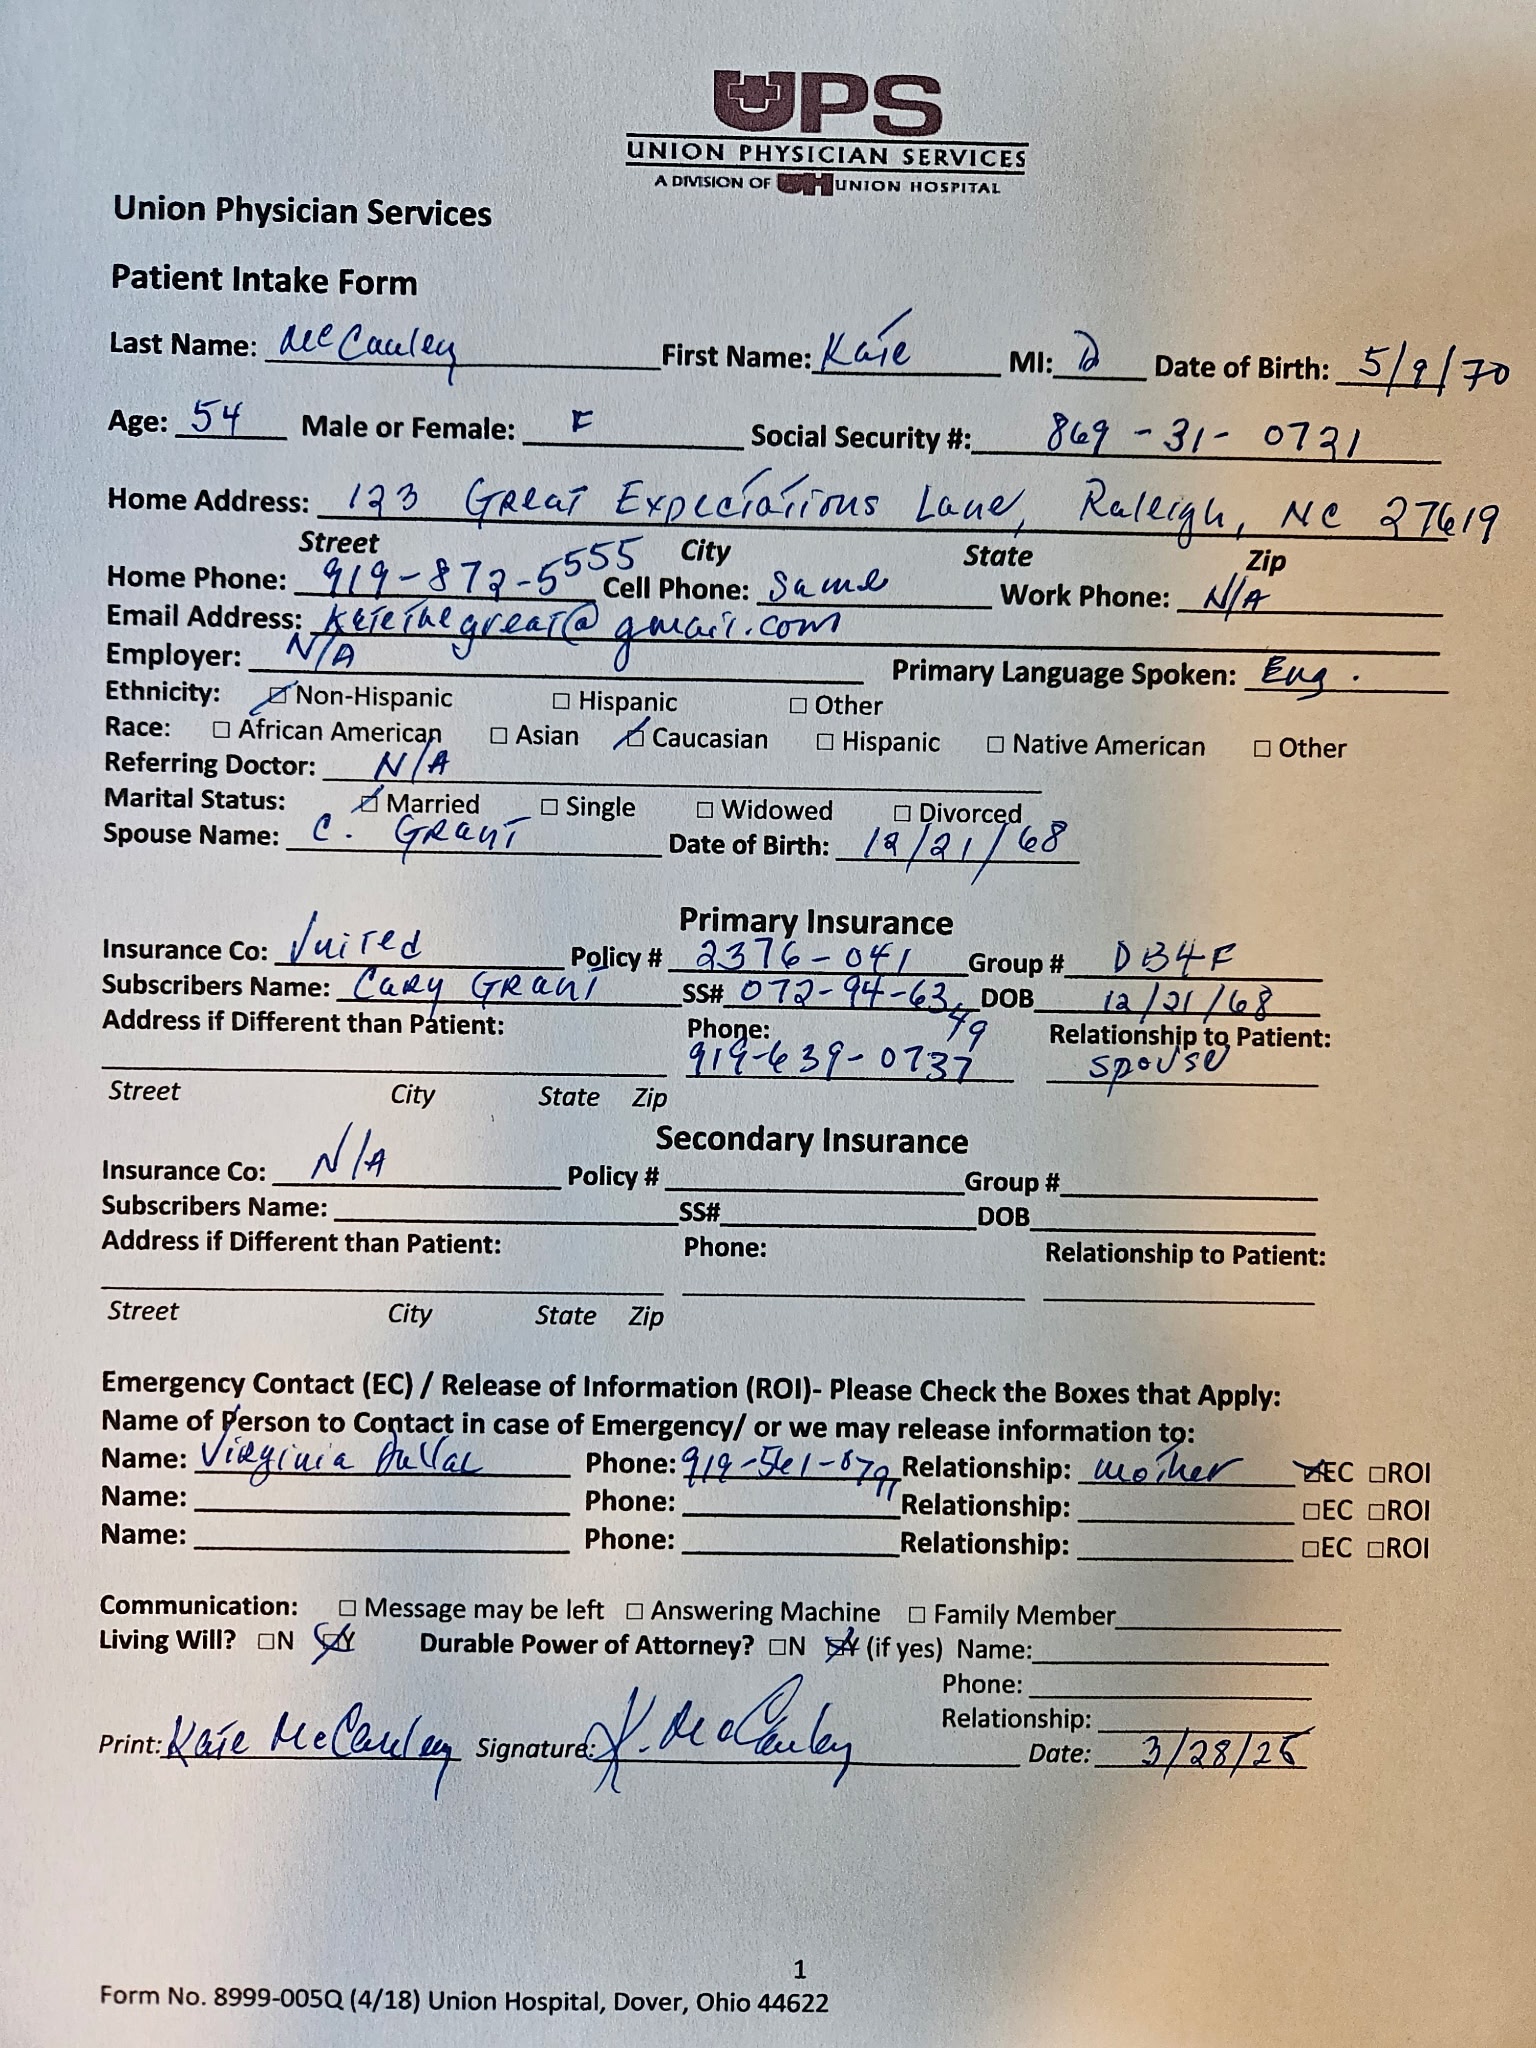 UPS
UNION PHYSICIAN SERVICES
A DIVISION OF UH UNION HOSPITAL
Union Physician Services
Patient Intake Form
Last Name: McCauley First Name: Kate MI: D Date of Birth: 5/9/70
Age: 54 Male or Female: F Social Security #: 869-31-0721
Home Address: 123 Great Expectations Lane, Raleigh, NC 27619
Street City State Zip
Home Phone: 919-872-5555 Cell Phone: Same Work Phone: N/A
Email Address: katethegreat@gmail.com
Employer: N/A Primary Language Spoken: Eng.
Ethnicity: ☑ Non-Hispanic ☐ Hispanic ☐ Other
Race: ☐ African American ☐ Asian ☑ Caucasian ☐ Hispanic ☐ Native American ☐ Other
Referring Doctor: N/A
Marital Status: ☑ Married ☐ Single ☐ Widowed ☐ Divorced
Spouse Name: C. Grant Date of Birth: 12/21/68
Primary Insurance
Insurance Co: United Policy # 2376-041 Group # DB4F
Subscribers Name: Cary Grant SS# 072-94-6349 DOB 12/21/68
Address if Different than Patient: Phone: 919-639-0737 Relationship to Patient: spouse
Street City State Zip
Secondary Insurance
Insurance Co: N/A Policy # Group #
Subscribers Name: SS# DOB
Address if Different than Patient: Phone: Relationship to Patient:
Street City State Zip
Emergency Contact (EC) / Release of Information (ROI)- Please Check the Boxes that Apply:
Name of Person to Contact in case of Emergency/ or we may release information to:
Name: Virginia DuVal Phone: Relationship: mother ☒EC ☐ROI
Name: Phone: Relationship: ☐EC ☐ROI
Name: Phone: Relationship: ☐EC ☐ROI
Communication: ☐ Message may be left ☐ Answering Machine ☐ Family Member
Living Will? ☐N ☑Y Durable Power of Attorney? ☐N ☑Y (if yes) Name:
Phone:
Relationship:
Print: Kate McCauley Signature: K. McCauley Date: 3/28/25
1
Form No. 8999-005Q (4/18) Union Hospital, Dover, Ohio 44622